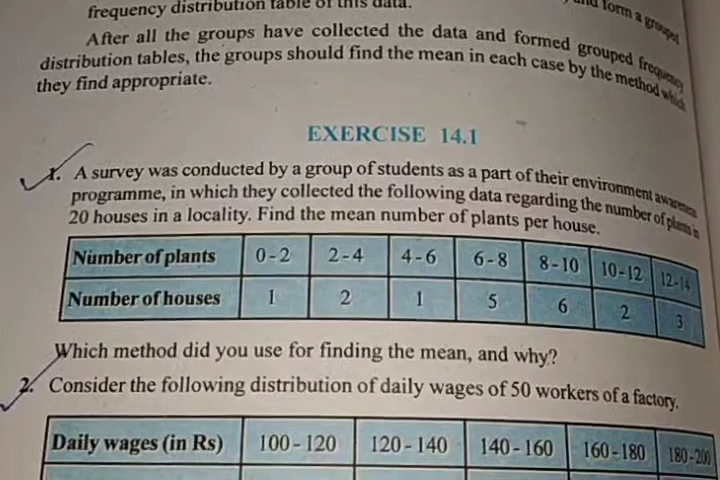 frequency distribution table of this data.
form a grouped
After all the groups have collected the data and formed grouped frequency
distribution tables, the groups should find the mean in each case by the method which
they find appropriate.
EXERCISE 14.1
1. A survey was conducted by a group of students as a part of their environment awareness
programme, in which they collected the following data regarding the number of plants in
20 houses in a locality. Find the mean number of plants per house.
Number of plants 0-2 2-4 4-6 6-8 8-10 10-12 12-14
Number of houses 1 2 1 5 6 2 3
Which method did you use for finding the mean, and why?
2. Consider the following distribution of daily wages of 50 workers of a factory.
Daily wages (in Rs) 100-120 120-140 140-160 160-180 180-200